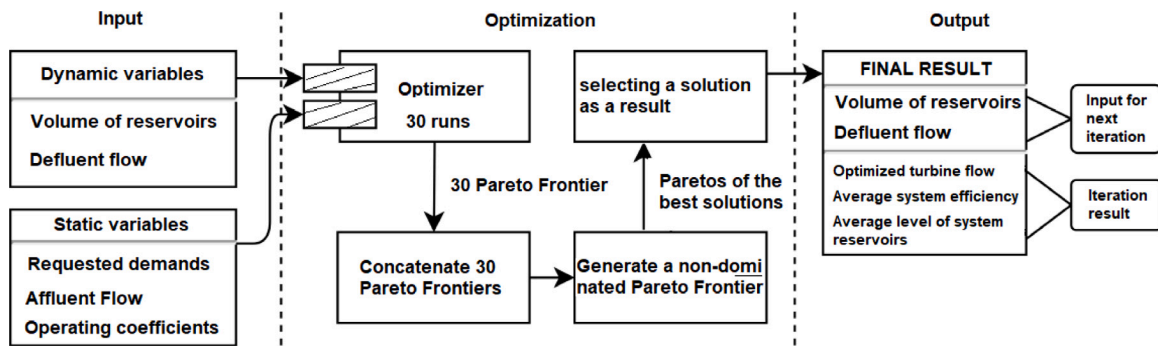 Input
Optimization
Output
Dynamic variables
Volume of reservoirs
Defluent flow
Static variables
Requested demands
Affluent Flow
Operating coefficients
Optimizer
30 runs
30 Pareto Frontier
Concatenate 30
Pareto Frontiers
Generate a non-domi
nated Pareto Frontier
Paretos of the
best solutions
selecting a solution
as a result
FINAL RESULT
Volume of reservoirs
Defluent flow
Optimized turbine flow
Average system efficiency
Average level of system
reservoirs
Input for
next
iteration
Iteration
result